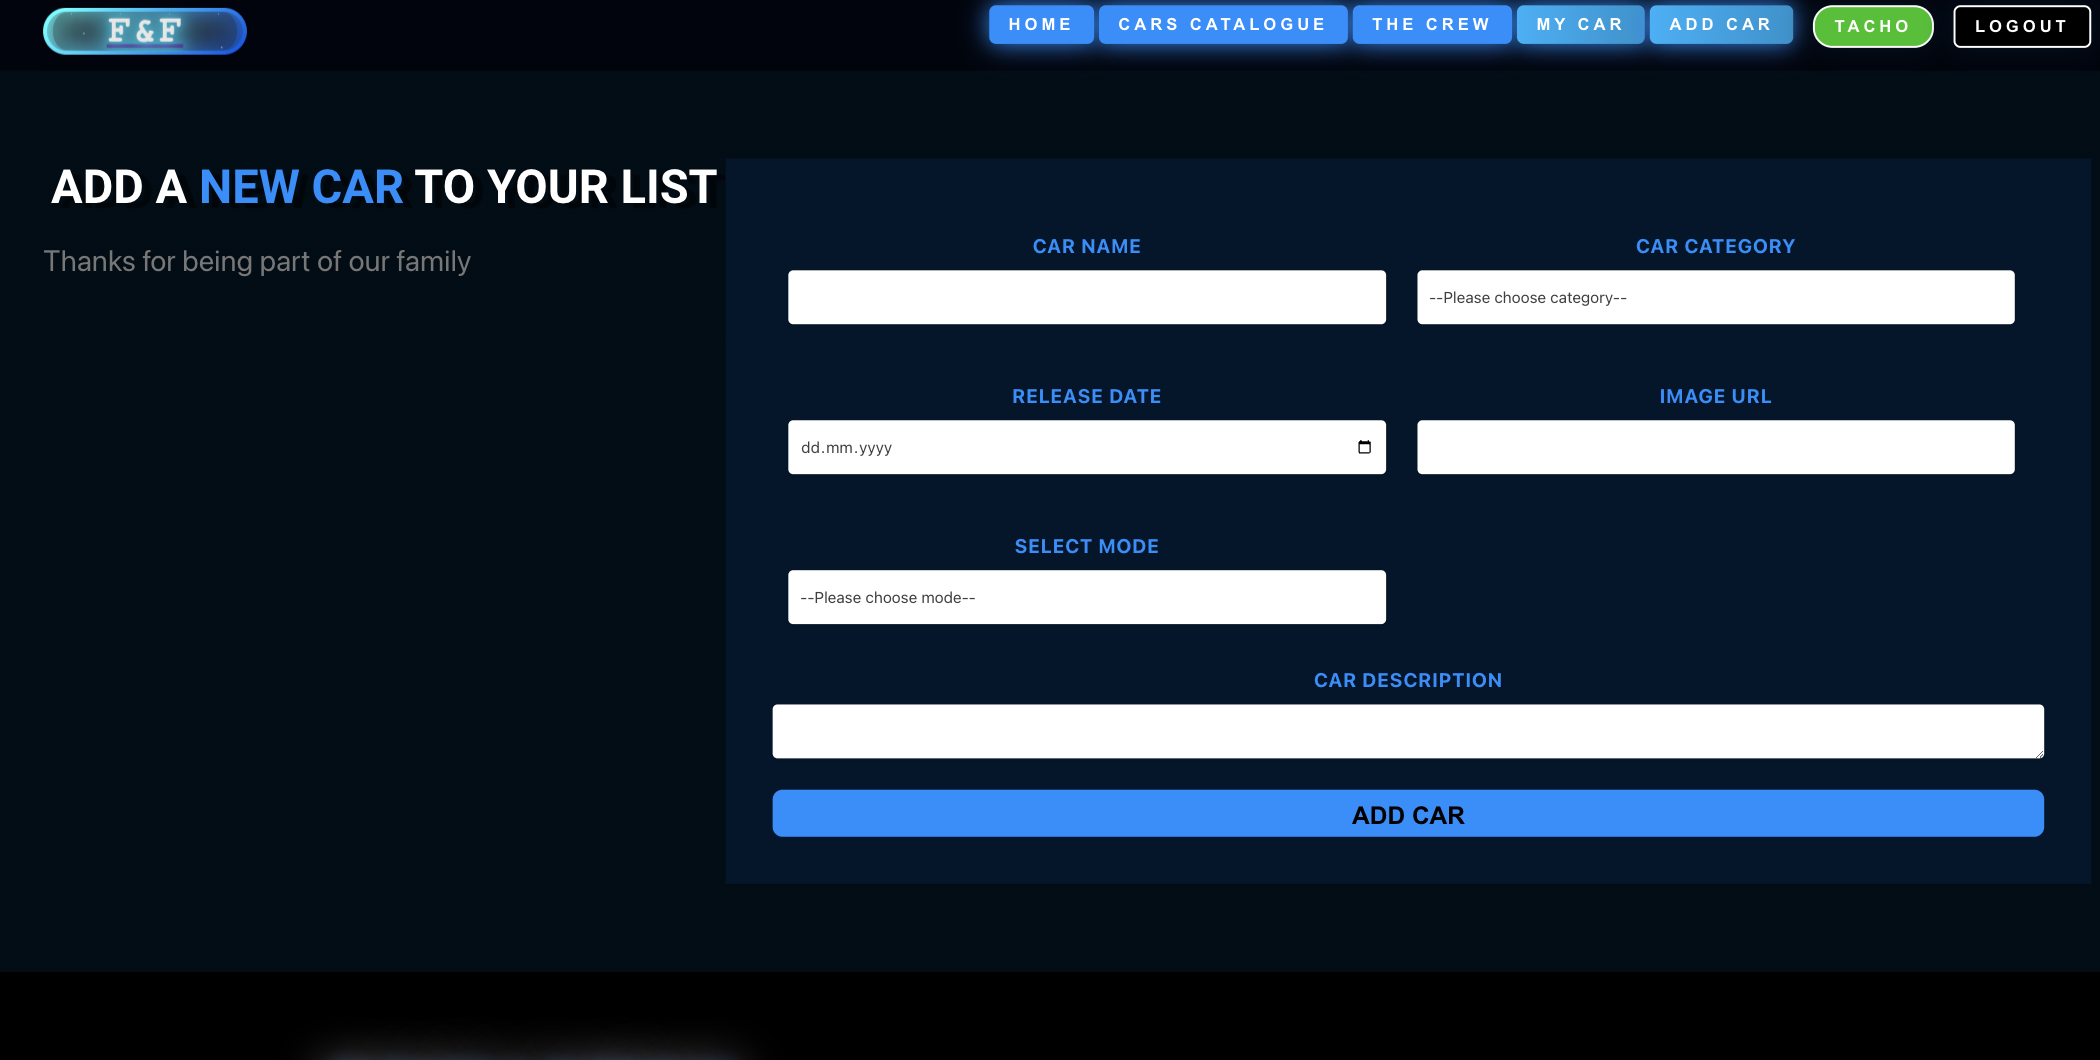 F&F
HOME CARS CATALOGUE THE CREW MY CAR ADD CAR TACHO LOGOUT
ADD A NEW CAR TO YOUR LIST
Thanks for being part of our family
CAR NAME
CAR CATEGORY
--Please choose category--
RELEASE DATE
dd.mm.yyyy
IMAGE URL
SELECT MODE
--Please choose mode--
CAR DESCRIPTION
ADD CAR